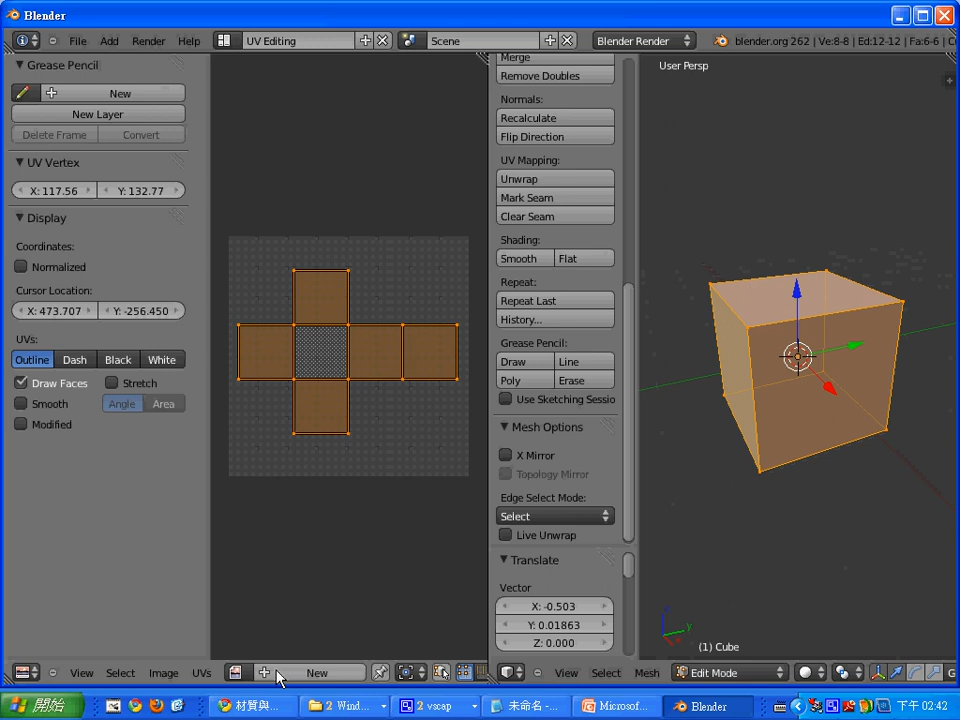 Blender
File Add Render Help UV Editing Scene Blender Render blender.org 262 | Ve:8-8 | Ed:12-12 | Fa:6-6 |
Grease Pencil
New
New Layer
Delete Frame Convert
UV Vertex
X: 117.56 Y: 132.77
Display
Coordinates:
Normalized
Cursor Location:
X: 473.707 Y: -256.450
UVs:
Outline Dash Black White
Draw Faces Stretch
Smooth Angle Area
Modified
View Select Image UVs New
Merge
Remove Doubles
Normals:
Recalculate
Flip Direction
UV Mapping:
Unwrap
Mark Seam
Clear Seam
Shading:
Smooth Flat
Repeat:
Repeat Last
History...
Grease Pencil:
Draw Line
Poly Erase
Use Sketching Sessio
Mesh Options
X Mirror
Topology Mirror
Edge Select Mode:
Select
Live Unwrap
Translate
Vector
X: -0.503
Y: 0.01863
Z: 0.000
User Persp
z
y
(1) Cube
View Select Mesh Edit Mode G
開始 材質與... 2 Wind... 2 vscap 未命名 -... Microsof... Blender 下午 02:42